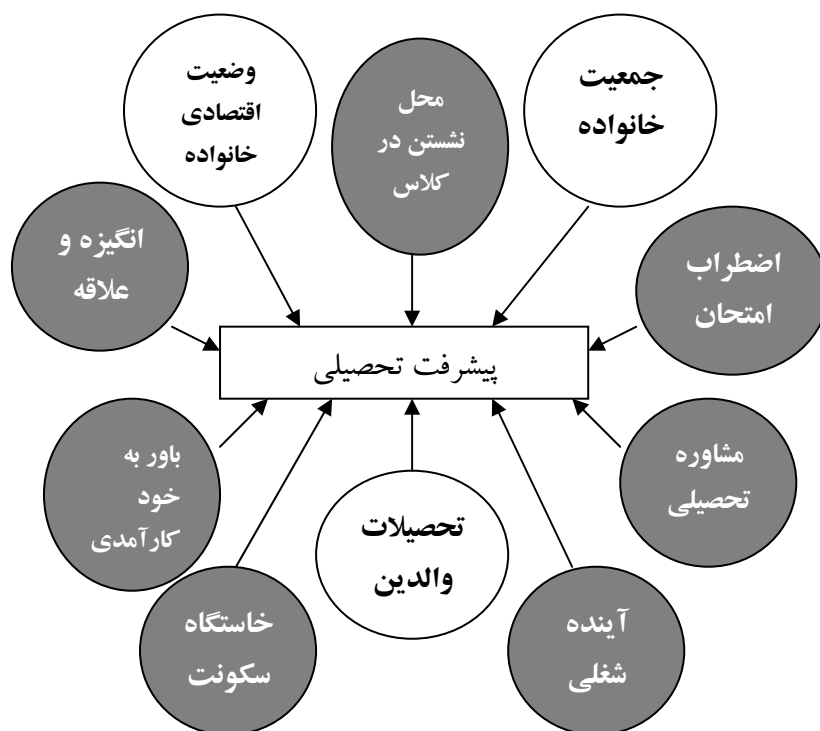 جمعیت
خانواده
محل
نشستن در
کلاس
وضعیت
اقتصادی
خانواده
اضطراب
امتحان
انگیزه و
علاقه
پیشرفت تحصیلی
مشاوره
تحصیلی
باور به
خود
کارآمدی
تحصیلات
والدین
آینده
شغلی
خاستگاه
سکونت